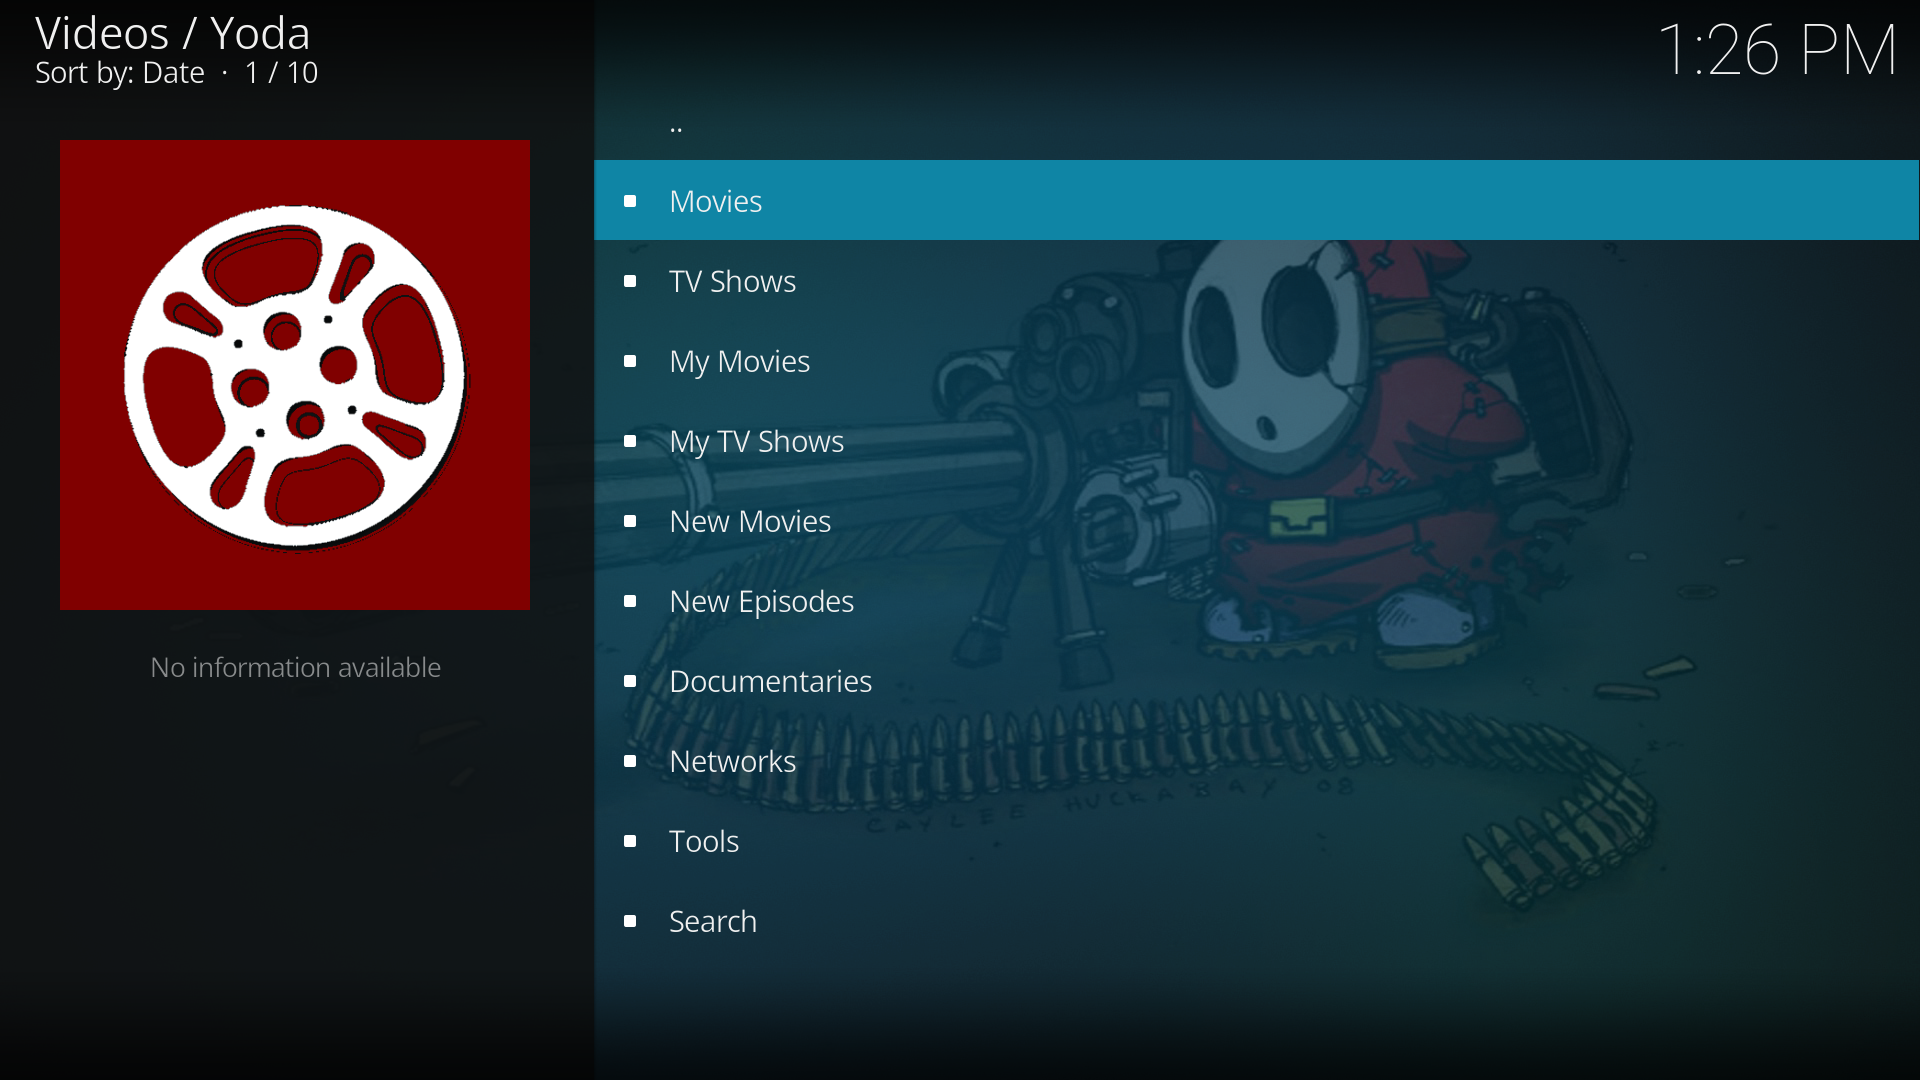 Videos / Yoda
Sort by: Date · 1 / 10
1:26 PM
..
Movies
TV Shows
My Movies
My TV Shows
New Movies
New Episodes
Documentaries
Networks
Tools
Search
No information available
CAYLEE HUCKABAY 08